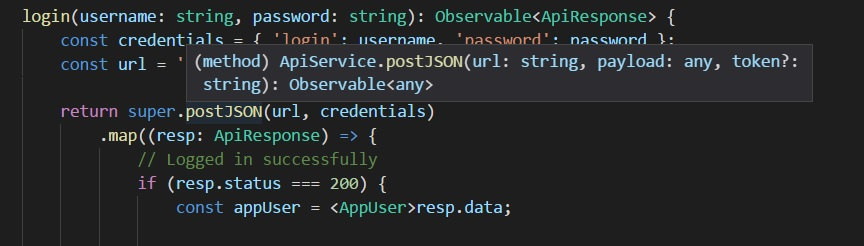 login(username: string, password: string): Observable<ApiResponse> {
const credentials = { 'login': username, 'password': password };
const url = '
(method) ApiService.postJSON(url: string, payload: any, token?:
string): Observable<any>
return super.postJSON(url, credentials)
.map((resp: ApiResponse) => {
// Logged in successfully
if (resp.status === 200) {
const appUser = <AppUser>resp.data;